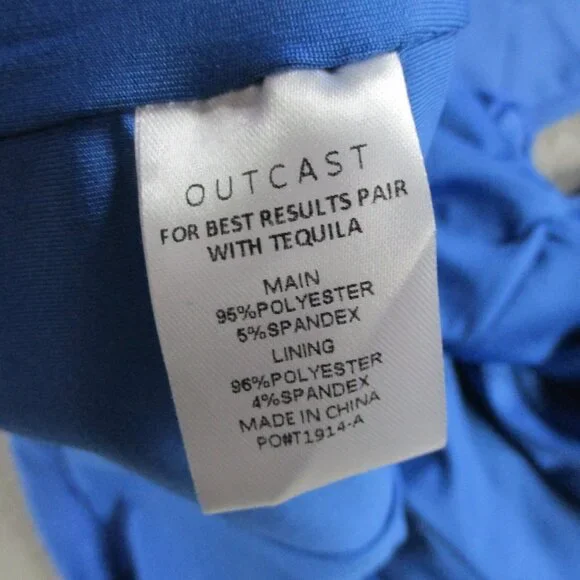 OUTCAST
FOR BEST RESULTS PAIR
WITH TEQUILA
MAIN
95%POLYESTER
5%SPANDEX
LINING
96%POLYESTER
4%SPANDEX
MADE IN CHINA
PO#T1914-A